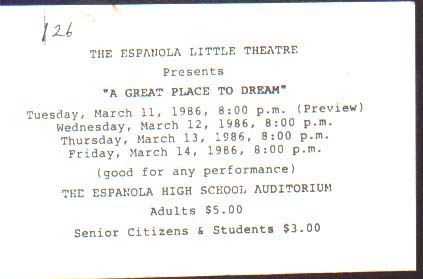 126
THE ESPANOLA LITTLE THEATRE
Presents
"A GREAT PLACE TO DREAM"
Tuesday, March 11, 1986, 8:00 p.m. (Preview)
Wednesday, March 12, 1986, 8:00 p.m.
Thursday, March 13, 1986, 8:00 p.m.
Friday, March 14, 1986, 8:00 p.m.
(good for any performance)
THE ESPANOLA HIGH SCHOOL AUDITORIUM
Adults $5.00
Senior Citizens & Students $3.00